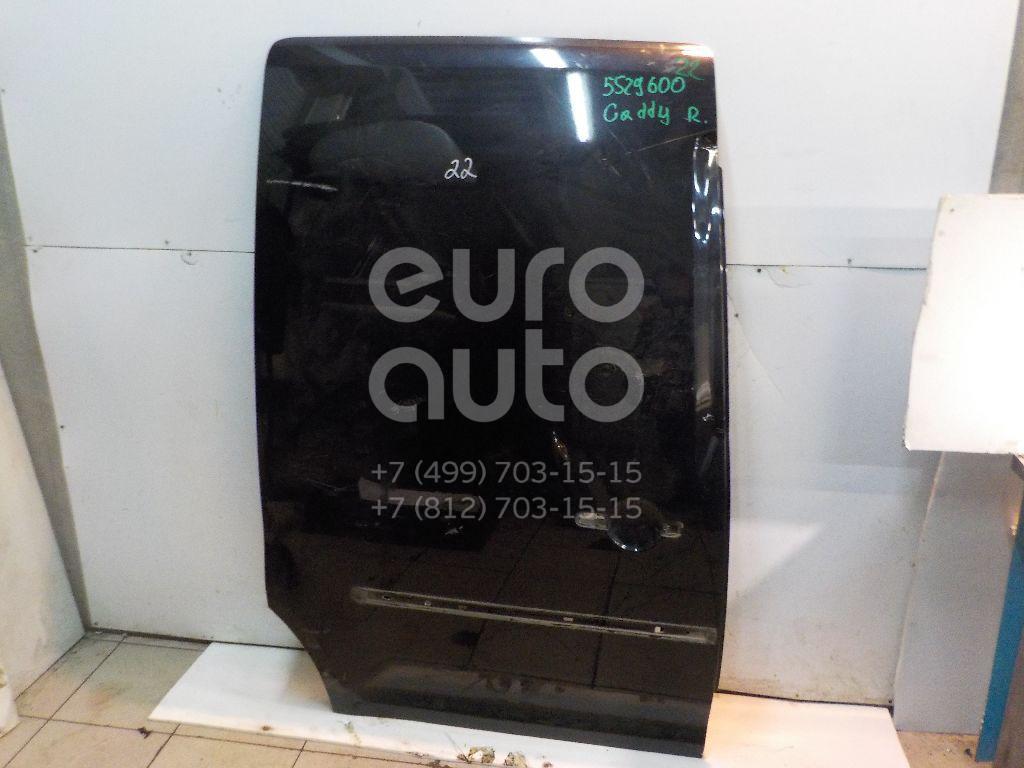 22
5529600
Caddy R.
22
euro
auto
+7 (499) 703-15-15
+7 (812) 703-15-15